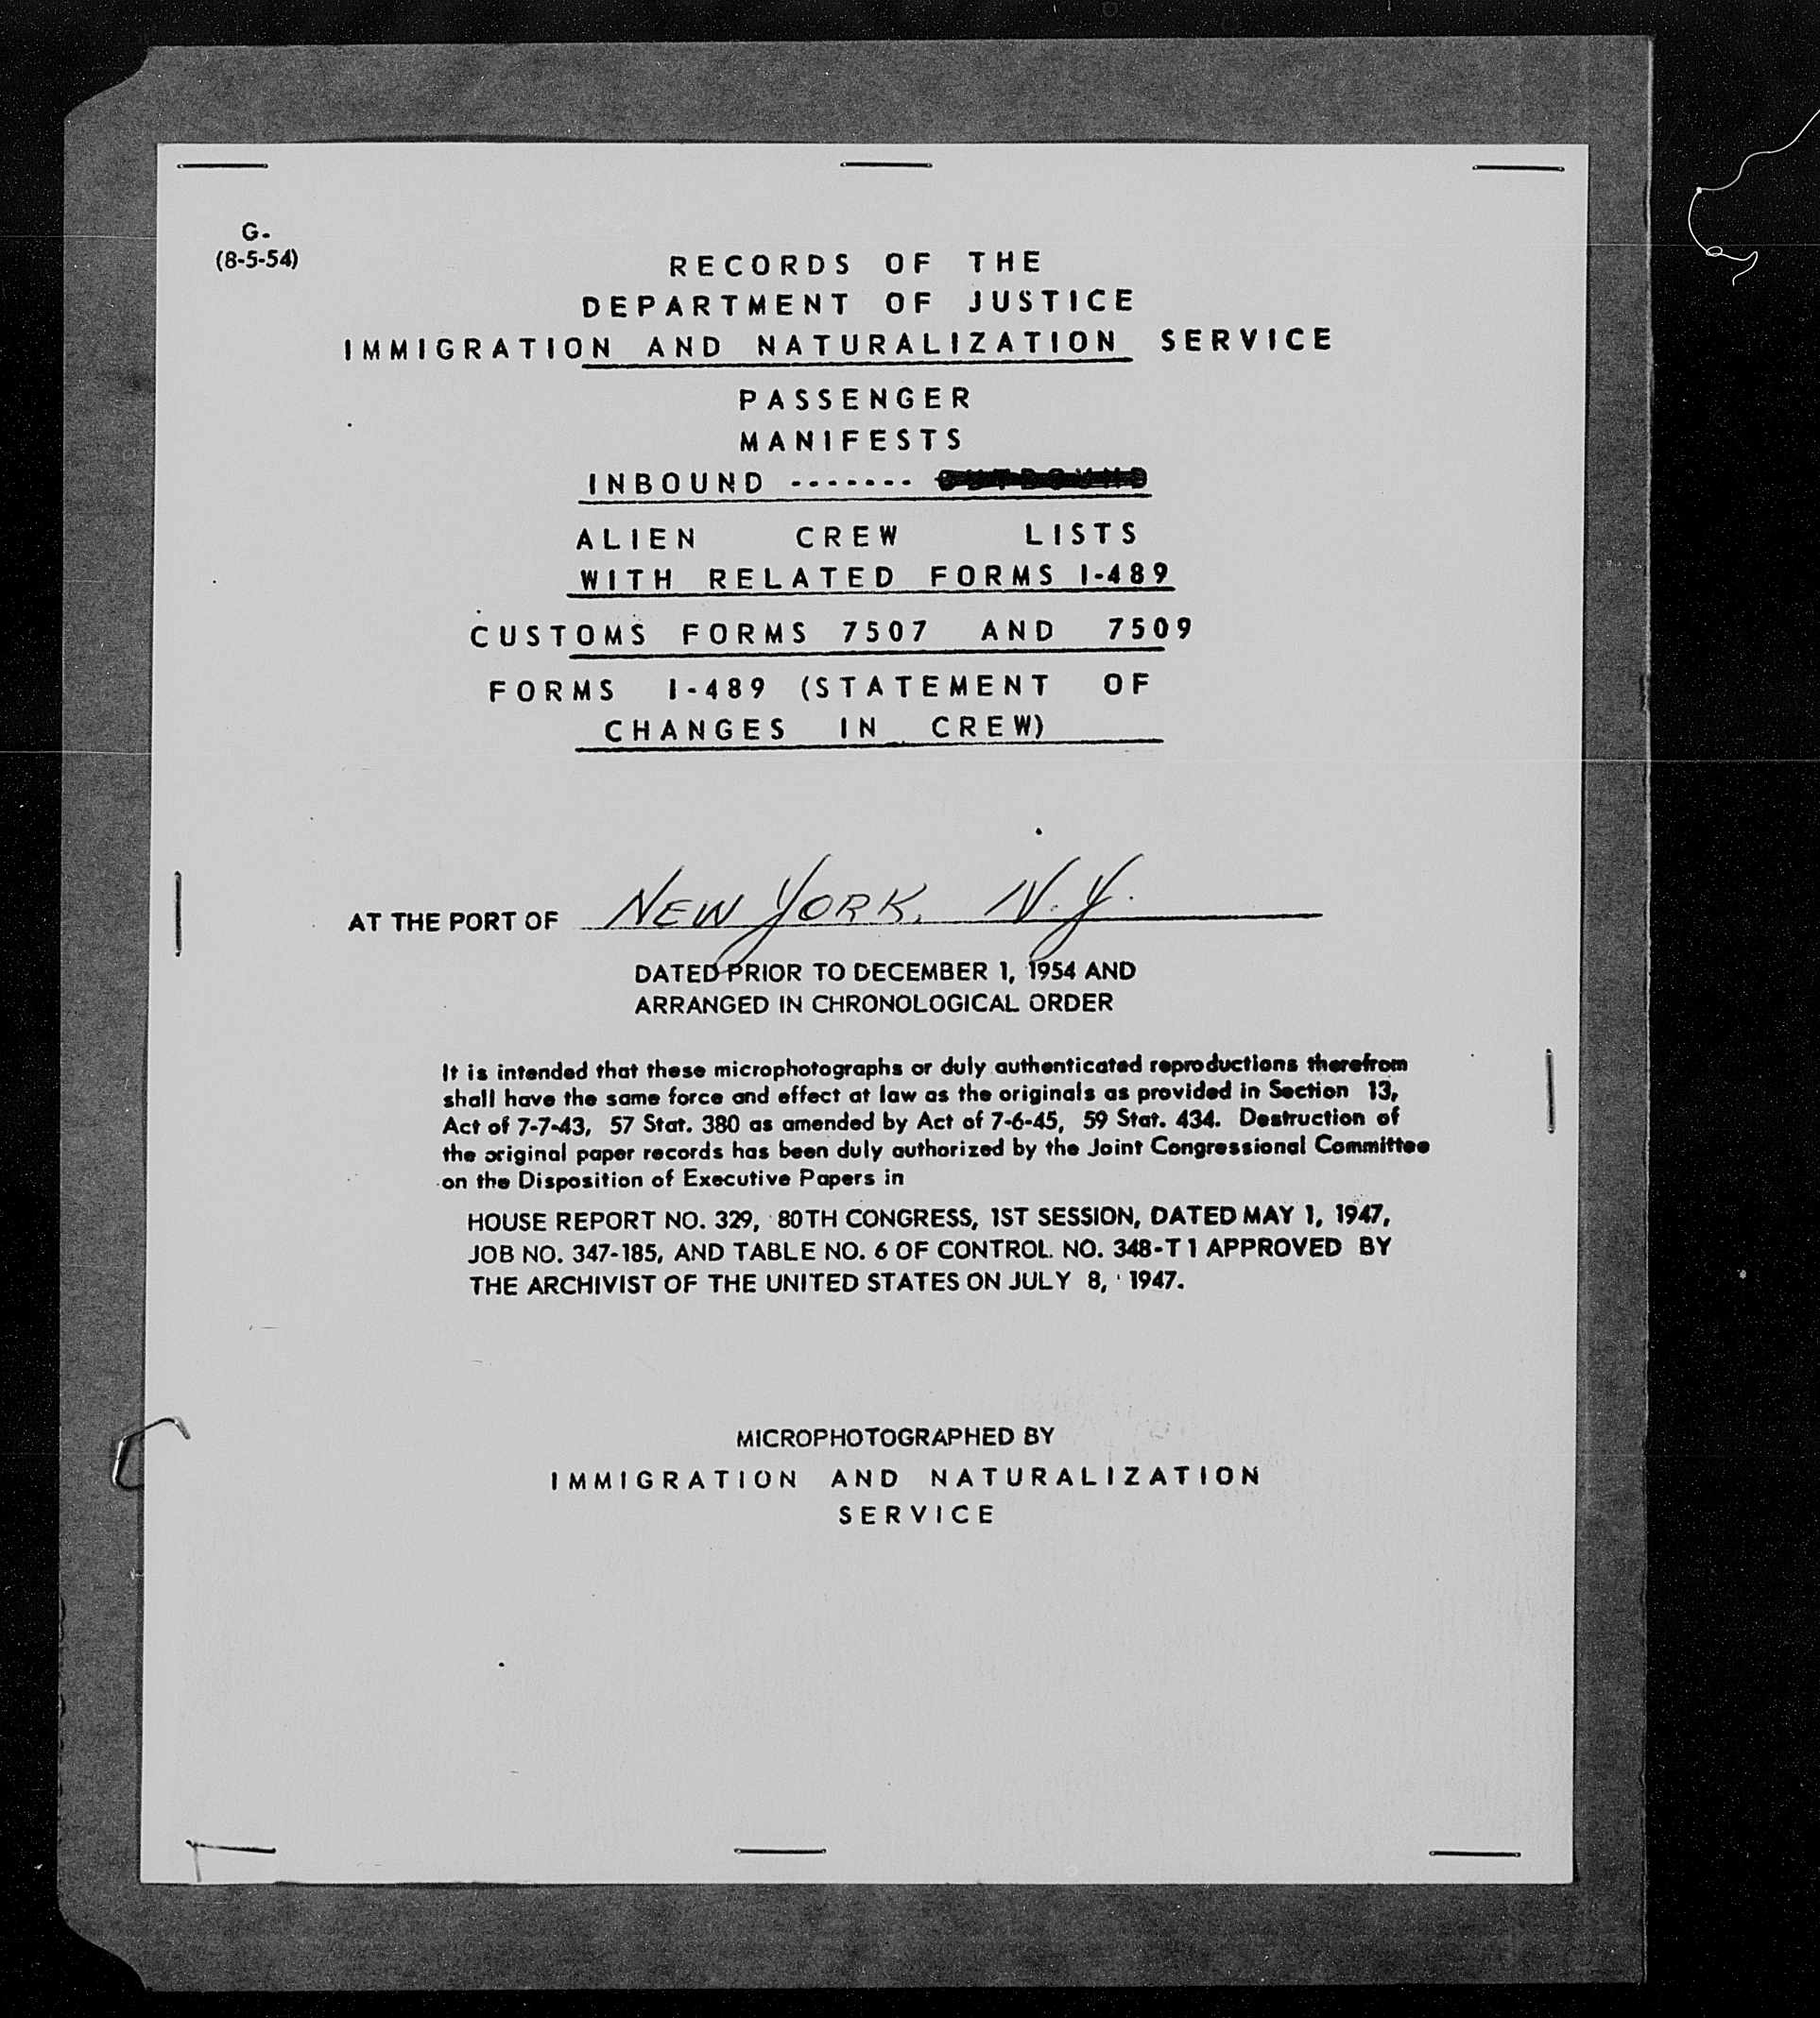 G.
(8-5-54)
RECORDS OF THE
DEPARTMENT OF JUSTICE
IMMIGRATION AND NATURALIZATION SERVICE
PASSENGER
MANIFESTS
INBOUND -------
ALIEN CREW LISTS
WITH RELATED FORMS I-489
CUSTOMS FORMS 7507 AND 7509
FORMS I-489 (STATEMENT OF
CHANGES IN CREW)
AT THE PORT OF NEW YORK, N.Y.
DATED PRIOR TO DECEMBER 1, 1954 AND
ARRANGED IN CHRONOLOGICAL ORDER
It is intended that these microphotographs or duly authenticated reproductions therefrom
shall have the same force and effect at law as the originals as provided in Section 13,
Act of 7-7-43, 57 Stat. 380 as amended by Act of 7-6-45, 59 Stat. 434. Destruction of
the original paper records has been duly authorized by the Joint Congressional Committee
on the Disposition of Executive Papers in
HOUSE REPORT NO. 329, 80TH CONGRESS, 1ST SESSION, DATED MAY 1, 1947,
JOB NO. 347-185, AND TABLE NO. 6 OF CONTROL NO. 348-T1 APPROVED BY
THE ARCHIVIST OF THE UNITED STATES ON JULY 8, 1947.
MICROPHOTOGRAPHED BY
IMMIGRATION AND NATURALIZATION
SERVICE